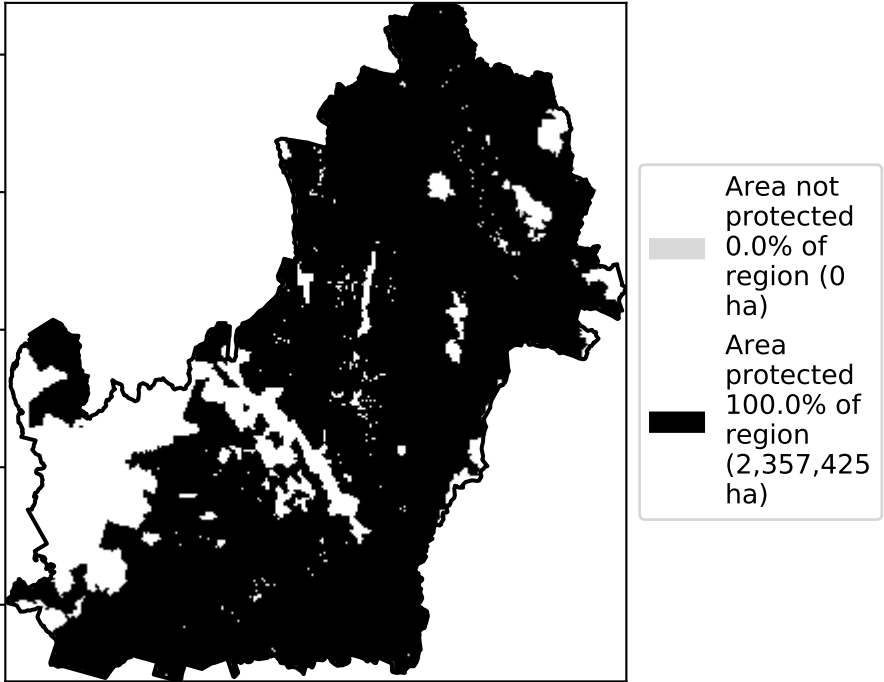 Area not
protected
0.0% of
region (0
ha)
Area
protected
100.0% of
region
(2,357,425
ha)